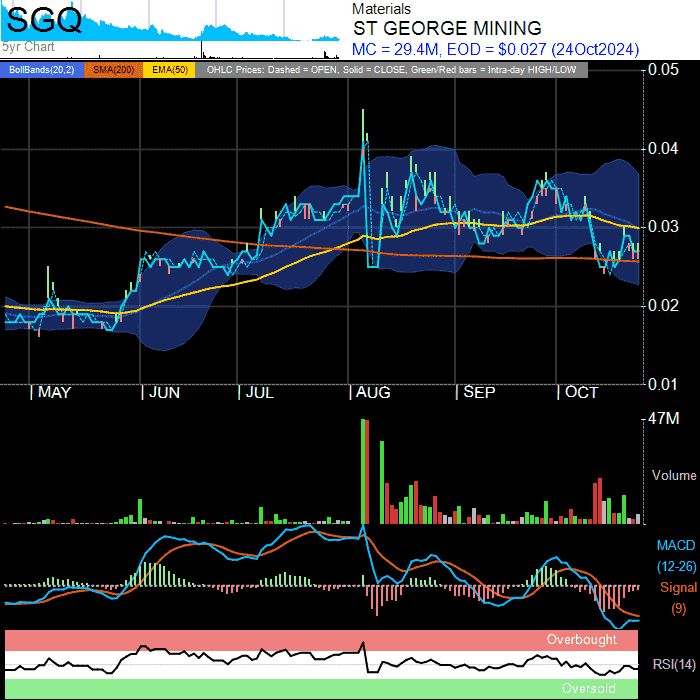 SGQ
5yr Chart
Materials
ST GEORGE MINING
MC = 29.4M, EOD = $0.027 (24Oct2024)
BollBands(20,2) SMA(200) EMA(50) OHLC Prices: Dashed = OPEN, Solid = CLOSE, Green/Red bars = Intra-day HIGH/LOW
0.05
0.04
0.03
0.02
0.01
MAY JUN JUL AUG SEP OCT
47M
Volume
MACD
(12-26)
Signal
(9)
Overbought
RSI(14)
Oversold